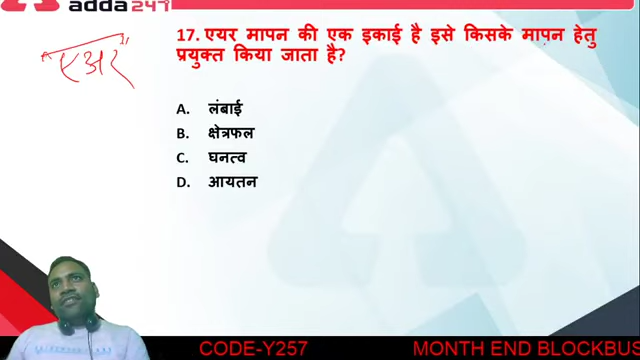 adda247
17. एयर मापन की एक इकाई है इसे किसके मापन हेतु
प्रयुक्त किया जाता है?
"एअर"
A. लंबाई
B. क्षेत्रफल
C. घनत्व
D. आयतन
CODE-Y257 MONTH END BLOCKBUS